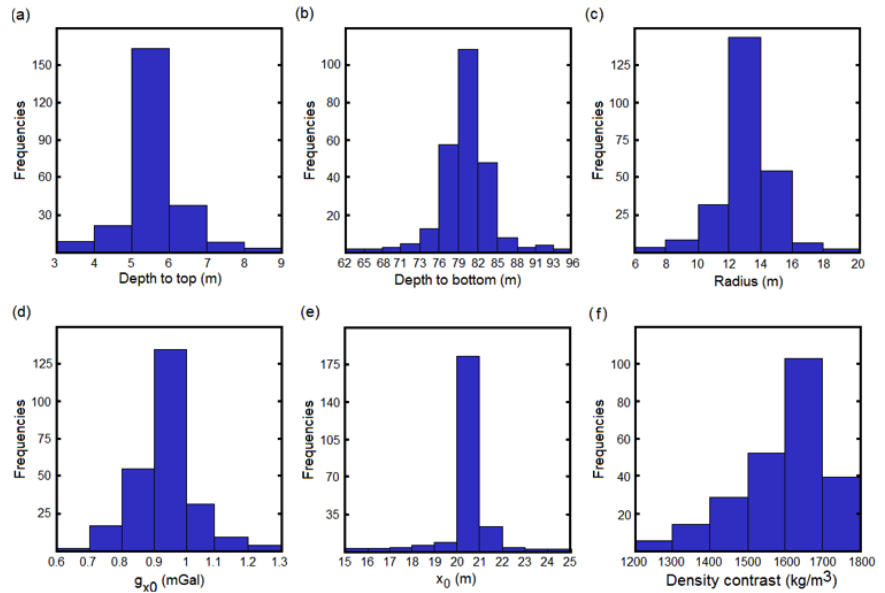 (a)
150
120
90
60
30
Frequencies
3 4 5 6 7 8 9
Depth to top (m)
(b)
100
80
60
40
20
Frequencies
62 65 68 71 73 76 79 82 85 88 91 93 96
Depth to bottom (m)
(c)
125
100
75
50
25
Frequencies
6 8 10 12 14 16 18 20
Radius (m)
(d)
125
100
75
50
25
Frequencies
0.6 0.7 0.8 0.9 1 1.1 1.2 1.3
gx0 (mGal)
(e)
175
140
105
70
35
Frequencies
15 16 17 18 19 20 21 22 23 24 25
x0 (m)
(f)
100
80
60
40
20
Frequencies
1200 1300 1400 1500 1600 1700 1800
Density contrast (kg/m3)